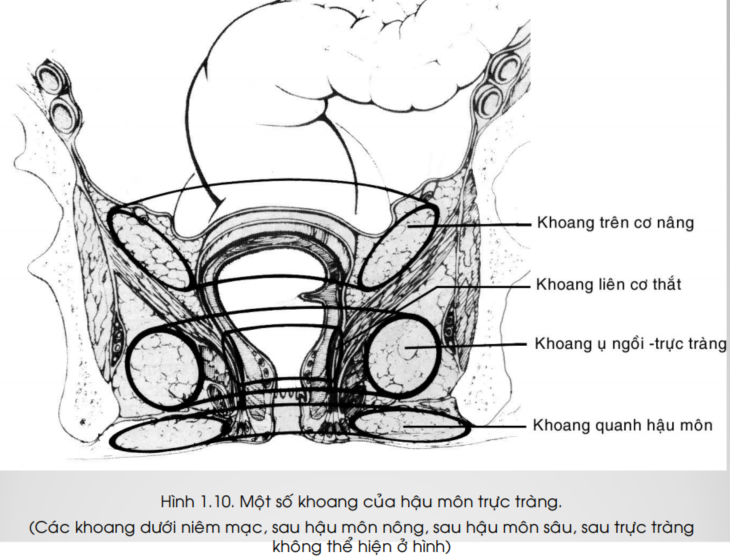 Khoang trên cơ nâng
Khoang liên cơ thắt
Khoang ụ ngồi -trực tràng
Khoang quanh hậu môn
Hình 1.10. Một số khoang của hậu môn trực tràng.
(Các khoang dưới niêm mạc, sau hậu môn nông, sau hậu môn sâu, sau trực tràng
không thể hiện ở hình)